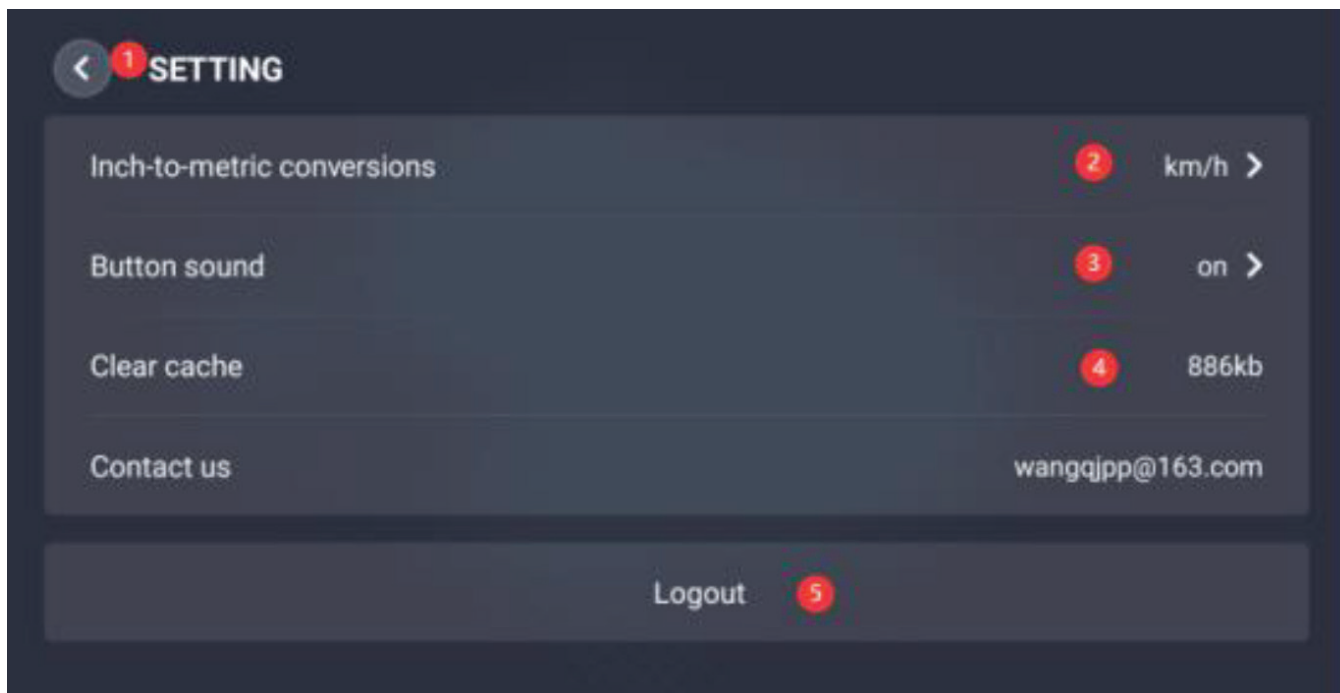 1 SETTING
Inch-to-metric conversions 2 km/h
Button sound 3 on
Clear cache 4 886kb
Contact us wangqjpp@163.com
Logout 5